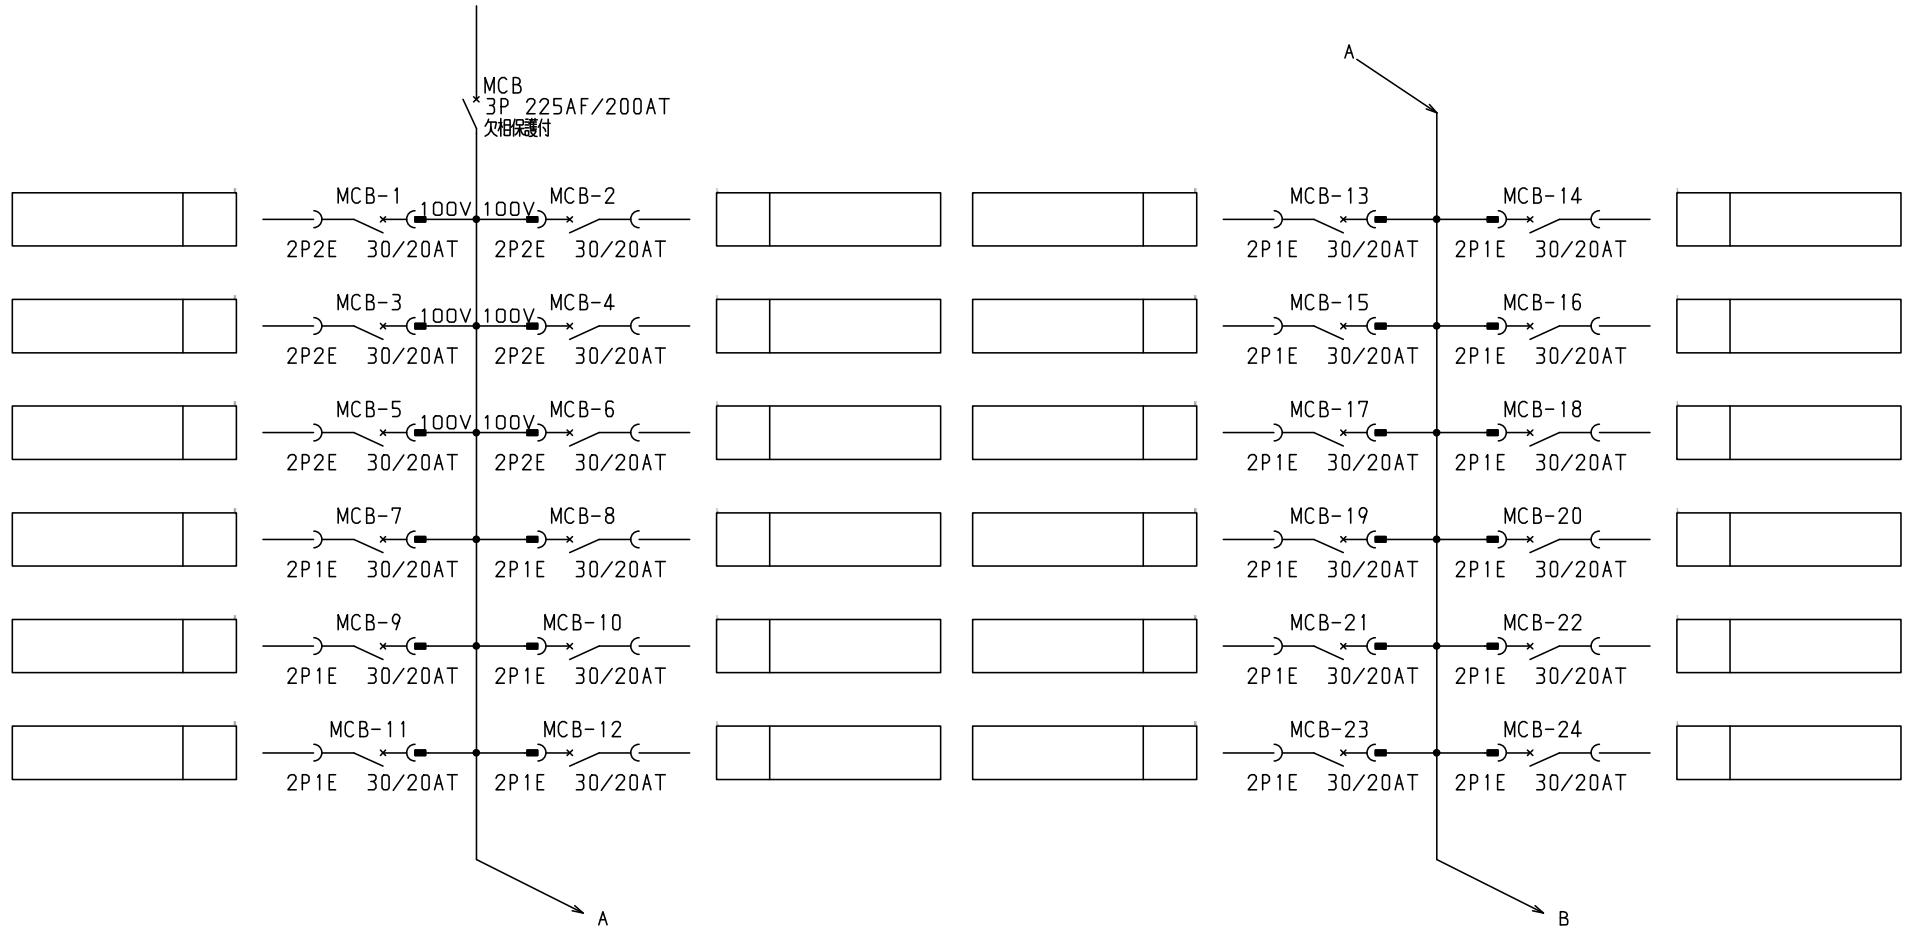 MCB
3P 225AF/200AT
欠相保護付
MCB-1 100V 100V MCB-2
2P2E 30/20AT 2P2E 30/20AT
MCB-3 100V 100V MCB-4
2P2E 30/20AT 2P2E 30/20AT
MCB-5 100V 100V MCB-6
2P2E 30/20AT 2P2E 30/20AT
MCB-7 MCB-8
2P1E 30/20AT 2P1E 30/20AT
MCB-9 MCB-10
2P1E 30/20AT 2P1E 30/20AT
MCB-11 MCB-12
2P1E 30/20AT 2P1E 30/20AT
A
A
MCB-13 MCB-14
2P1E 30/20AT 2P1E 30/20AT
MCB-15 MCB-16
2P1E 30/20AT 2P1E 30/20AT
MCB-17 MCB-18
2P1E 30/20AT 2P1E 30/20AT
MCB-19 MCB-20
2P1E 30/20AT 2P1E 30/20AT
MCB-21 MCB-22
2P1E 30/20AT 2P1E 30/20AT
MCB-23 MCB-24
2P1E 30/20AT 2P1E 30/20AT
B